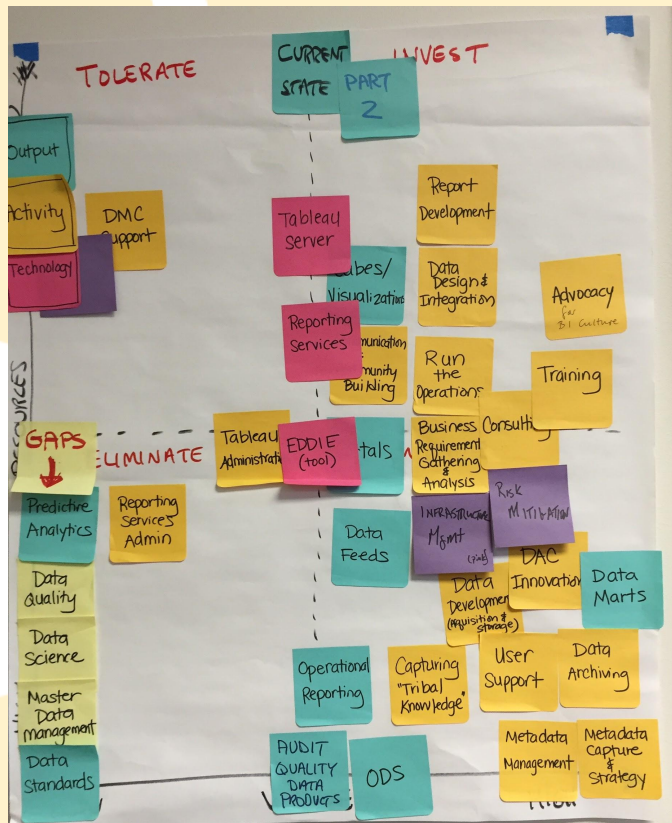 TOLERATE
CURRENT
STATE
INVEST
PART
2
Output
Activity
Technology
DMC
Support
Tableau
Server
Report
Development
Cubes/
Visualization
Data
Design &
Integration
Advocacy
for
BI Culture
Reporting
Services
Community
Building
Run
the
Operations
Training
RESOURCES
GAPS
ELIMINATE
Tableau
Administrati
EDDIE
(tool)
tals
Business
Requirement
Gathering
&
Analysis
Consulting
Predictive
Analytics
Reporting
Services
Admin
Data
Feeds
INFRASTRUCTURE
Mgmt
RISK
MITIGATION
Data
Quality
Data
Development
(Aquisition &
storage)
DAC
Innovation
Data
Marts
Data
Science
Operational
Reporting
Capturing
"Tribal
Knowledge"
User
Support
Data
Archiving
Master
Data
management
Data
Standards
AUDIT
QUALITY
DATA
PRODUCTS
ODS
Metadata
Management
Metadata
Capture
&
Strategy